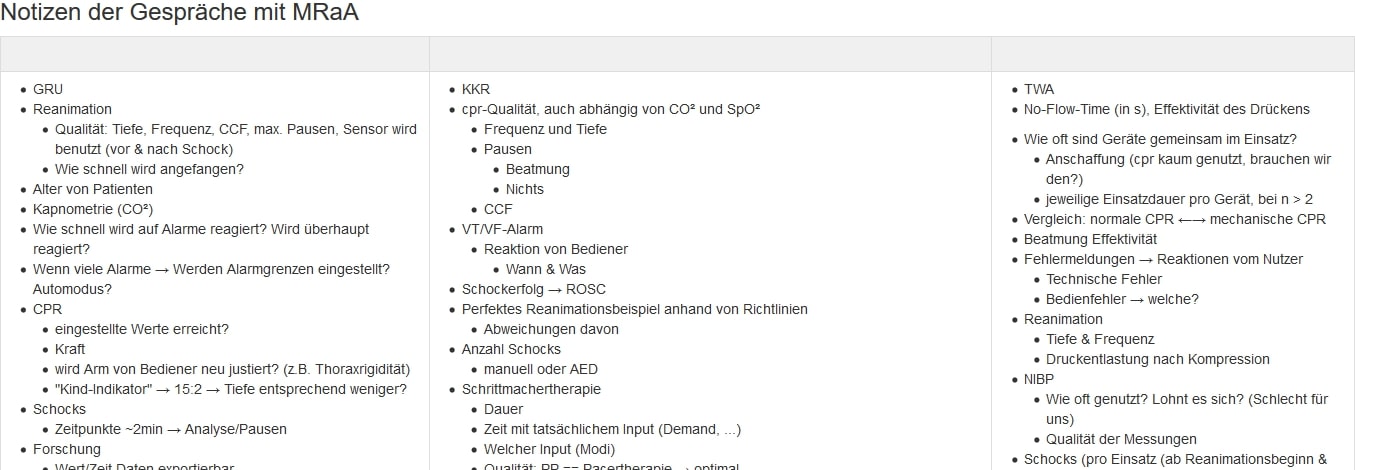 Notizen der Gespräche mit MRaA
• GRU
• Reanimation
• Qualität: Tiefe, Frequenz, CCF, max. Pausen, Sensor wird
benutzt (vor & nach Schock)
• Wie schnell wird angefangen?
• Alter von Patienten
• Kapnometrie (CO²)
• Wie schnell wird auf Alarme reagiert? Wird überhaupt
reagiert?
• Wenn viele Alarme → Werden Alarmgrenzen eingestellt?
Automodus?
• CPR
• eingestellte Werte erreicht?
• Kraft
• wird Arm von Bediener neu justiert? (z.B. Thoraxrigidität)
• "Kind-Indikator" → 15:2 → Tiefe entsprechend weniger?
• Schocks
• Zeitpunkte ~2min → Analyse/Pausen
• Forschung
• Wert/Zeit Daten exportierbar
• KKR
• cpr-Qualität, auch abhängig von CO² und SpO²
• Frequenz und Tiefe
• Pausen
• Beatmung
• Nichts
• CCF
• VT/VF-Alarm
• Reaktion von Bediener
• Wann & Was
• Schockerfolg → ROSC
• Perfektes Reanimationsbeispiel anhand von Richtlinien
• Abweichungen davon
• Anzahl Schocks
• manuell oder AED
• Schrittmachertherapie
• Dauer
• Zeit mit tatsächlichem Input (Demand, ...)
• Welcher Input (Modi)
• Qualität: PP == Pacertherapie → optimal
• TWA
• No-Flow-Time (in s), Effektivität des Drückens
• Wie oft sind Geräte gemeinsam im Einsatz?
• Anschaffung (cpr kaum genutzt, brauchen wir
den?)
• jeweilige Einsatzdauer pro Gerät, bei n > 2
• Vergleich: normale CPR ←→ mechanische CPR
• Beatmung Effektivität
• Fehlermeldungen → Reaktionen vom Nutzer
• Technische Fehler
• Bedienfehler → welche?
• Reanimation
• Tiefe & Frequenz
• Druckentlastung nach Kompression
• NIBP
• Wie oft genutzt? Lohnt es sich? (Schlecht für
uns)
• Qualität der Messungen
• Schocks (pro Einsatz (ab Reanimationsbeginn &